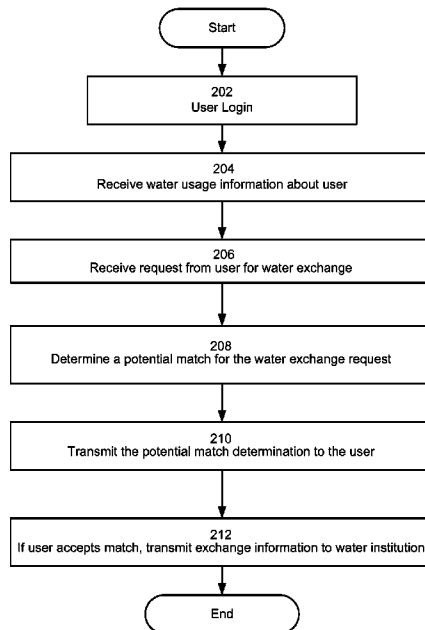 Start
202
User Login
204
Receive water usage information about user
206
Receive request from user for water exchange
208
Determine a potential match for the water exchange request
210
Transmit the potential match determination to the user
212
If user accepts match, transmit exchange information to water institution
End